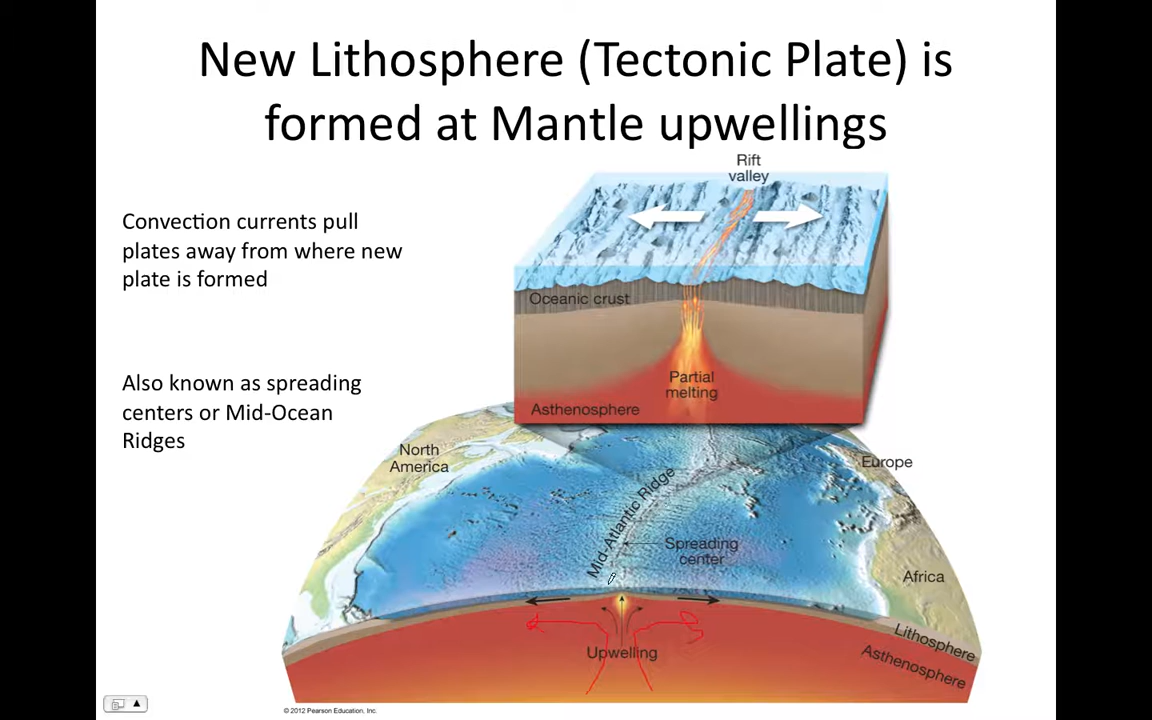 New Lithosphere (Tectonic Plate) is
formed at Mantle upwellings
Rift
valley
Convection currents pull
plates away from where new
plate is formed
Oceanic crust
Partial
melting
Asthenosphere
Also known as spreading
centers or Mid-Ocean
Ridges
North
America
Europe
Mid-Atlantic Ridge
Spreading
center
Africa
Lithosphere
Upwelling
Asthenosphere
© 2012 Pearson Education, Inc.